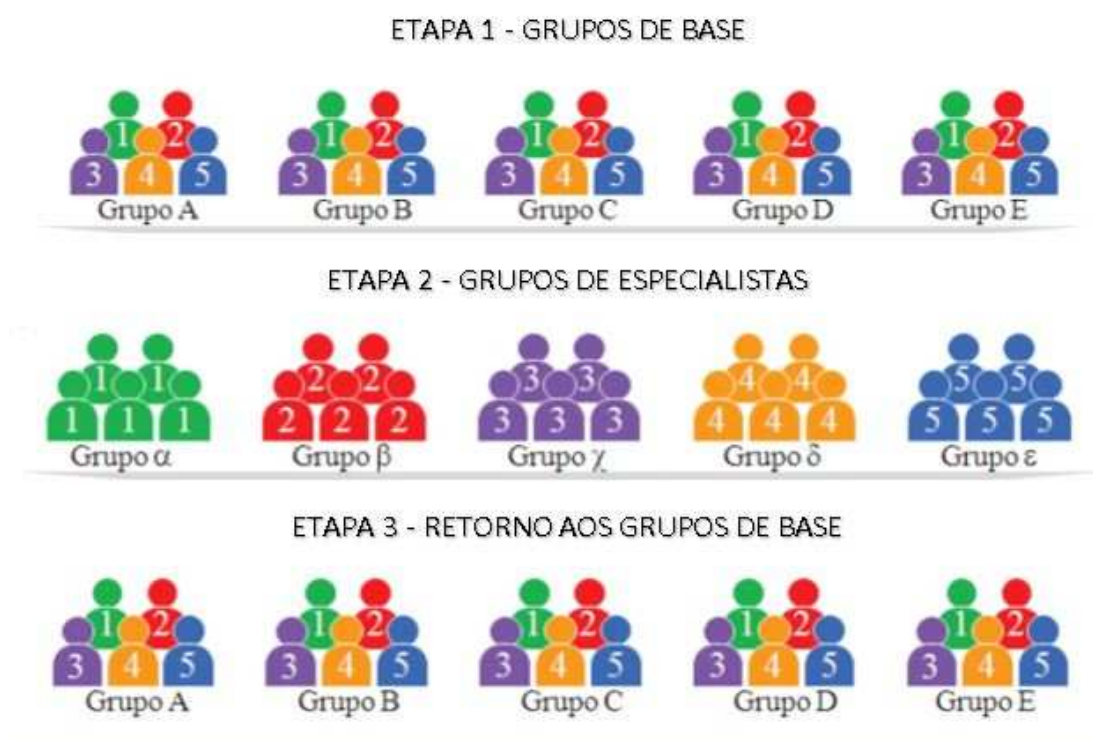 ETAPA 1 - GRUPOS DE BASE
1 2 1 2 1 2 1 2 1 2
3 4 5 3 4 5 3 4 5 3 4 5 3 4 5
Grupo A Grupo B Grupo C Grupo D Grupo E
ETAPA 2 - GRUPOS DE ESPECIALISTAS
1 1 2 2 3 3 4 4 5 5
1 1 1 2 2 2 3 3 3 4 4 4 5 5 5
Grupo α Grupo β Grupo χ Grupo δ Grupo ε
ETAPA 3 - RETORNO AOS GRUPOS DE BASE
1 2 1 2 1 2 1 2 1 2
3 4 5 3 4 5 3 4 5 3 4 5 3 4 5
Grupo A Grupo B Grupo C Grupo D Grupo E